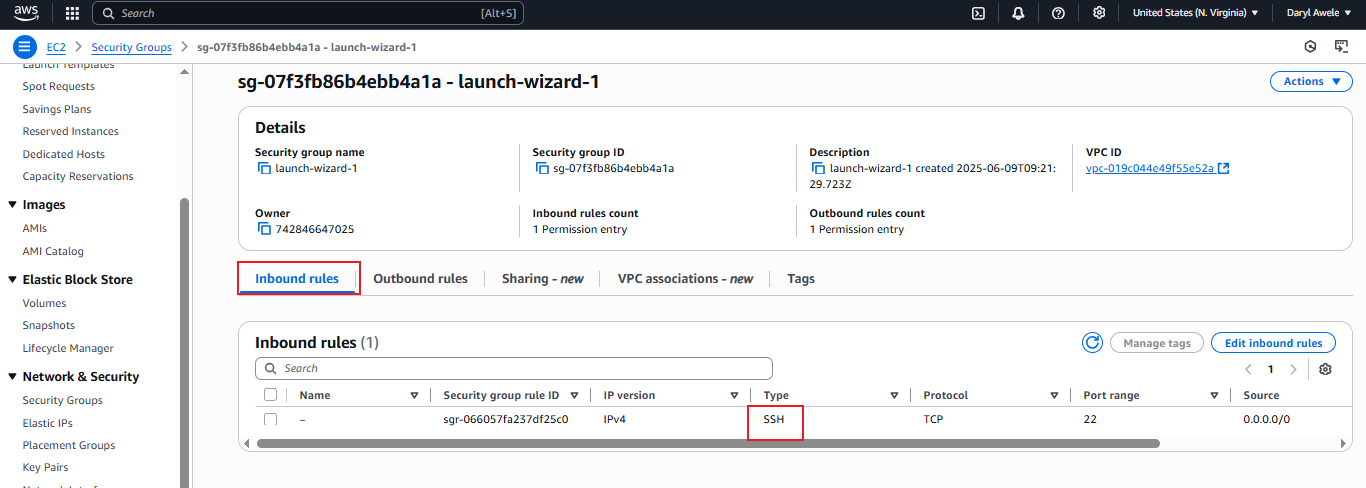 aws
Search [Alt+S] United States (N. Virginia) Daryl Awele
EC2 Security Groups sg-07f3fb86b4ebb4a1a - launch-wizard-1
Launch Templates
Spot Requests
Savings Plans
Reserved Instances
Dedicated Hosts
Capacity Reservations
Images
AMIs
AMI Catalog
Elastic Block Store
Volumes
Snapshots
Lifecycle Manager
Network & Security
Security Groups
Elastic IPs
Placement Groups
Key Pairs
sg-07f3fb86b4ebb4a1a - launch-wizard-1
Actions
Details
Security group name
launch-wizard-1
Security group ID
sg-07f3fb86b4ebb4a1a
Description
launch-wizard-1 created 2025-06-09T09:21:
29.723Z
VPC ID
vpc-019c044e49f55e52a
Owner
742846647025
Inbound rules count
1 Permission entry
Outbound rules count
1 Permission entry
Inbound rules Outbound rules Sharing - new VPC associations - new Tags
Inbound rules (1)
Manage tags Edit inbound rules
Search
1
Name Security group rule ID IP version Type Protocol Port range Source
– sgr-066057fa237df25c0 IPv4 SSH TCP 22 0.0.0.0/0